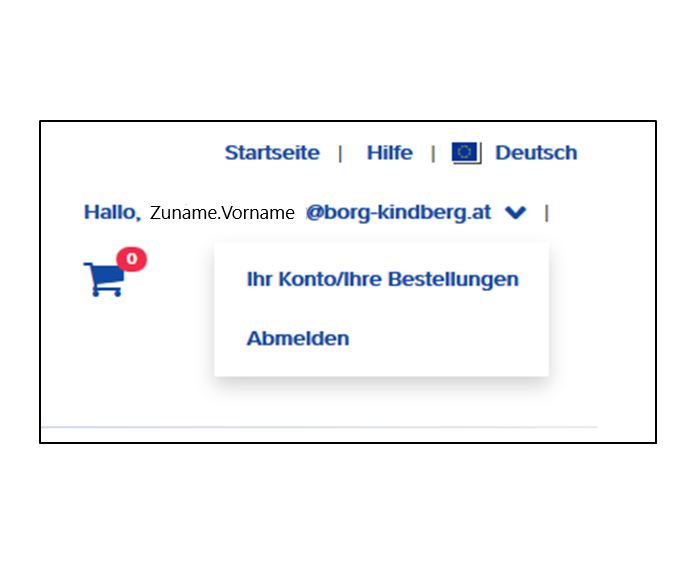 Startseite | Hilfe | Deutsch
Hallo, Zuname.Vorname @borg-kindberg.at |
0
Ihr Konto/Ihre Bestellungen
Abmelden